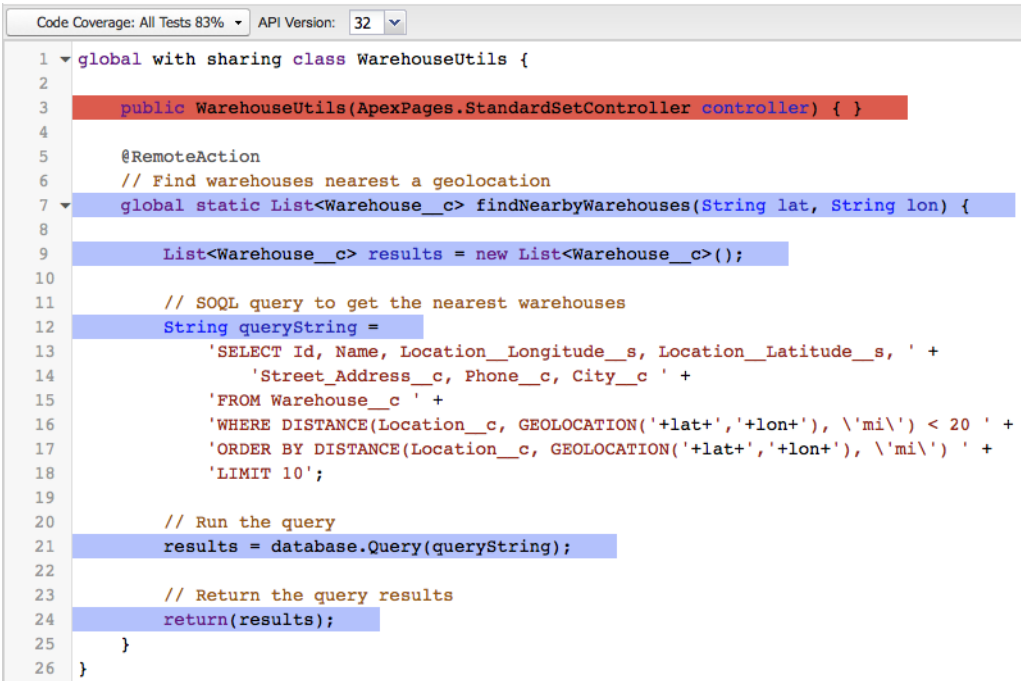 Code Coverage: All Tests 83% API Version: 32
1 global with sharing class WarehouseUtils {
2
3 public WarehouseUtils(ApexPages.StandardSetController controller) { }
4
5 @RemoteAction
6 // Find warehouses nearest a geolocation
7 global static List<Warehouse__c> findNearbyWarehouses(String lat, String lon) {
8
9 List<Warehouse__c> results = new List<Warehouse__c>();
10
11 // SOQL query to get the nearest warehouses
12 String queryString =
13 'SELECT Id, Name, Location__Longitude__s, Location__Latitude__s, ' +
14 'Street_Address__c, Phone__c, City__c ' +
15 'FROM Warehouse__c ' +
16 'WHERE DISTANCE(Location__c, GEOLOCATION('+lat+','+lon+'), \'mi\') < 20 ' +
17 'ORDER BY DISTANCE(Location__c, GEOLOCATION('+lat+','+lon+'), \'mi\') ' +
18 'LIMIT 10';
19
20 // Run the query
21 results = database.Query(queryString);
22
23 // Return the query results
24 return(results);
25 }
26 }